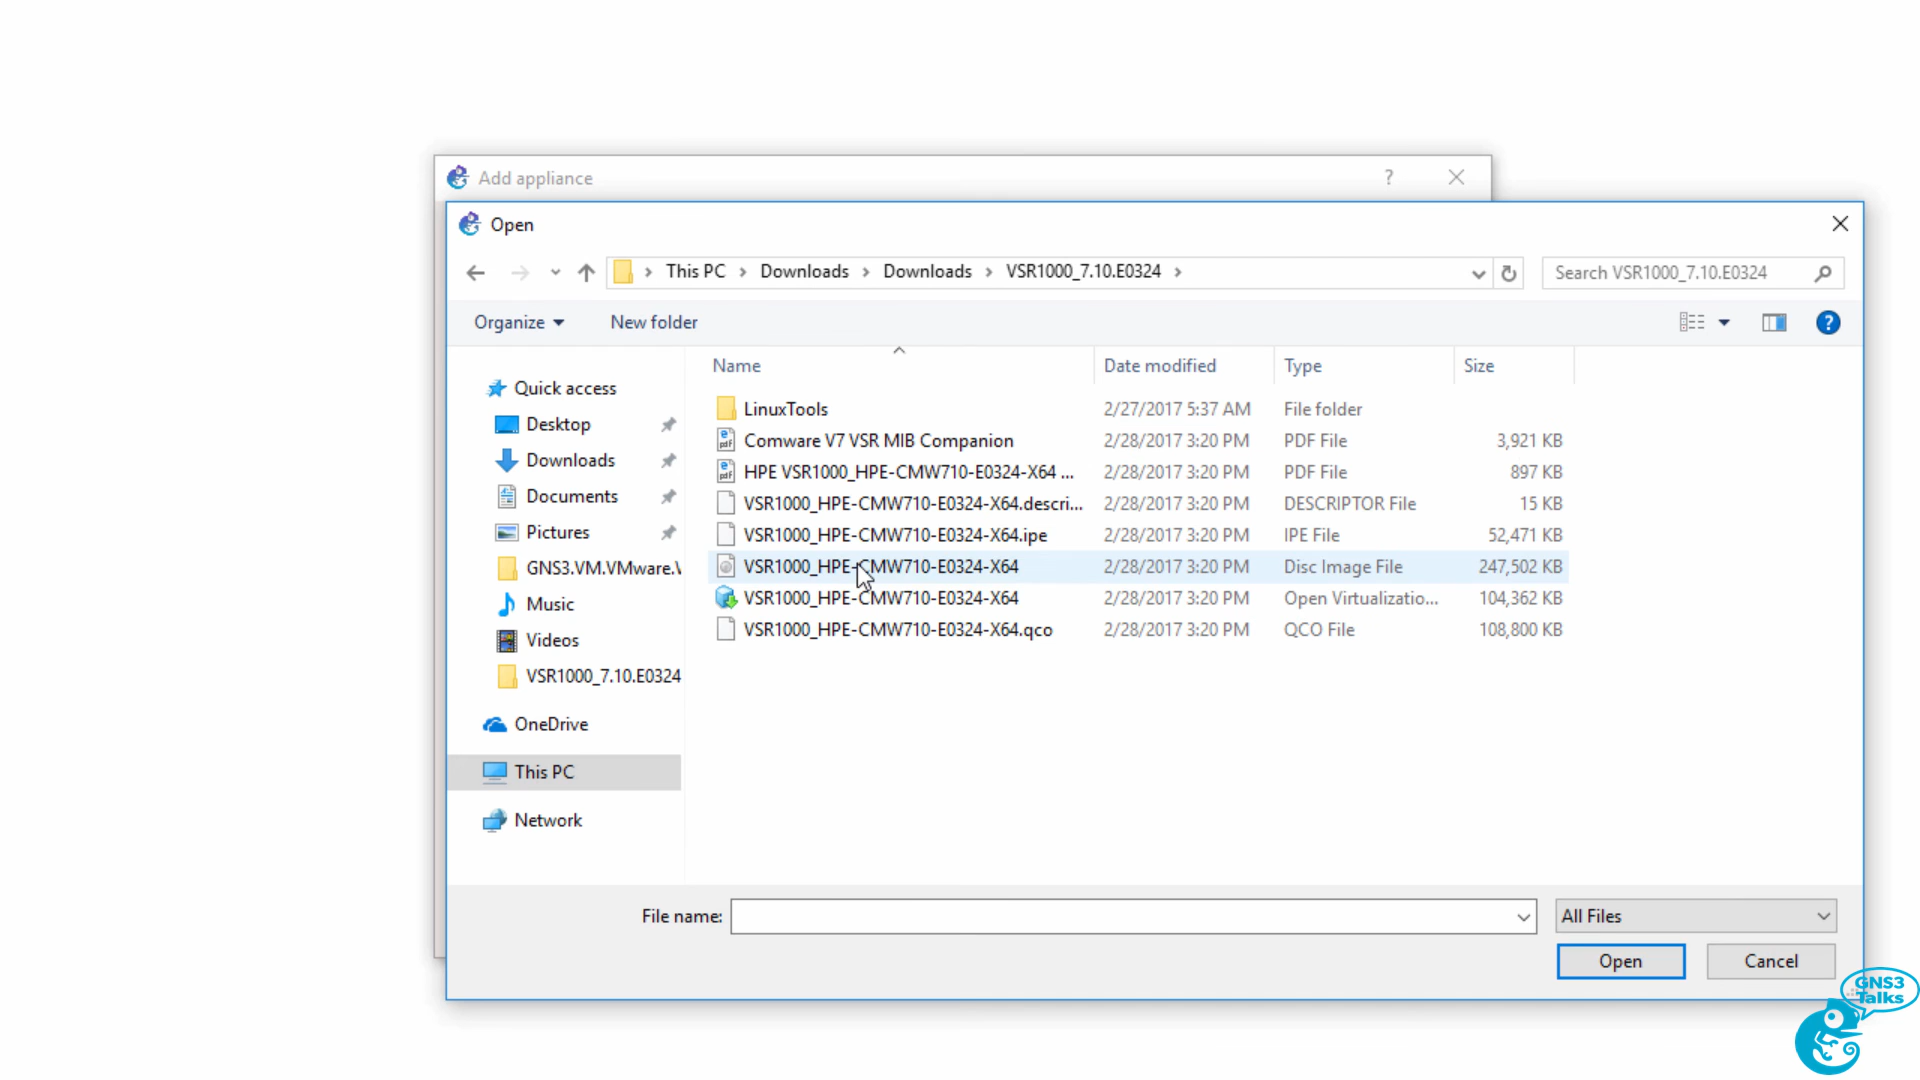 Add appliance
?
Open
This PC
Downloads
Downloads
VSR1000_7.10.E0324
Search VSR1000_7.10.E0324
Organize
New folder
?
Name
Date modified
Type
Size
Quick access
Desktop
Downloads
Documents
Pictures
GNS3.VM.VMware.
Music
Videos
VSR1000_7.10.E0324
OneDrive
This PC
Network
LinuxTools 2/27/2017 5:37 AM File folder
Comware V7 VSR MIB Companion 2/28/2017 3:20 PM PDF File 3,921 KB
HPE VSR1000_HPE-CMW710-E0324-X64 ... 2/28/2017 3:20 PM PDF File 897 KB
VSR1000_HPE-CMW710-E0324-X64.descri... 2/28/2017 3:20 PM DESCRIPTOR File 15 KB
VSR1000_HPE-CMW710-E0324-X64.ipe 2/28/2017 3:20 PM IPE File 52,471 KB
VSR1000_HPE-CMW710-E0324-X64 2/28/2017 3:20 PM Disc Image File 247,502 KB
VSR1000_HPE-CMW710-E0324-X64 2/28/2017 3:20 PM Open Virtualizatio... 104,362 KB
VSR1000_HPE-CMW710-E0324-X64.qco 2/28/2017 3:20 PM QCO File 108,800 KB
File name:
All Files
Open
Cancel
GNS3
Talks